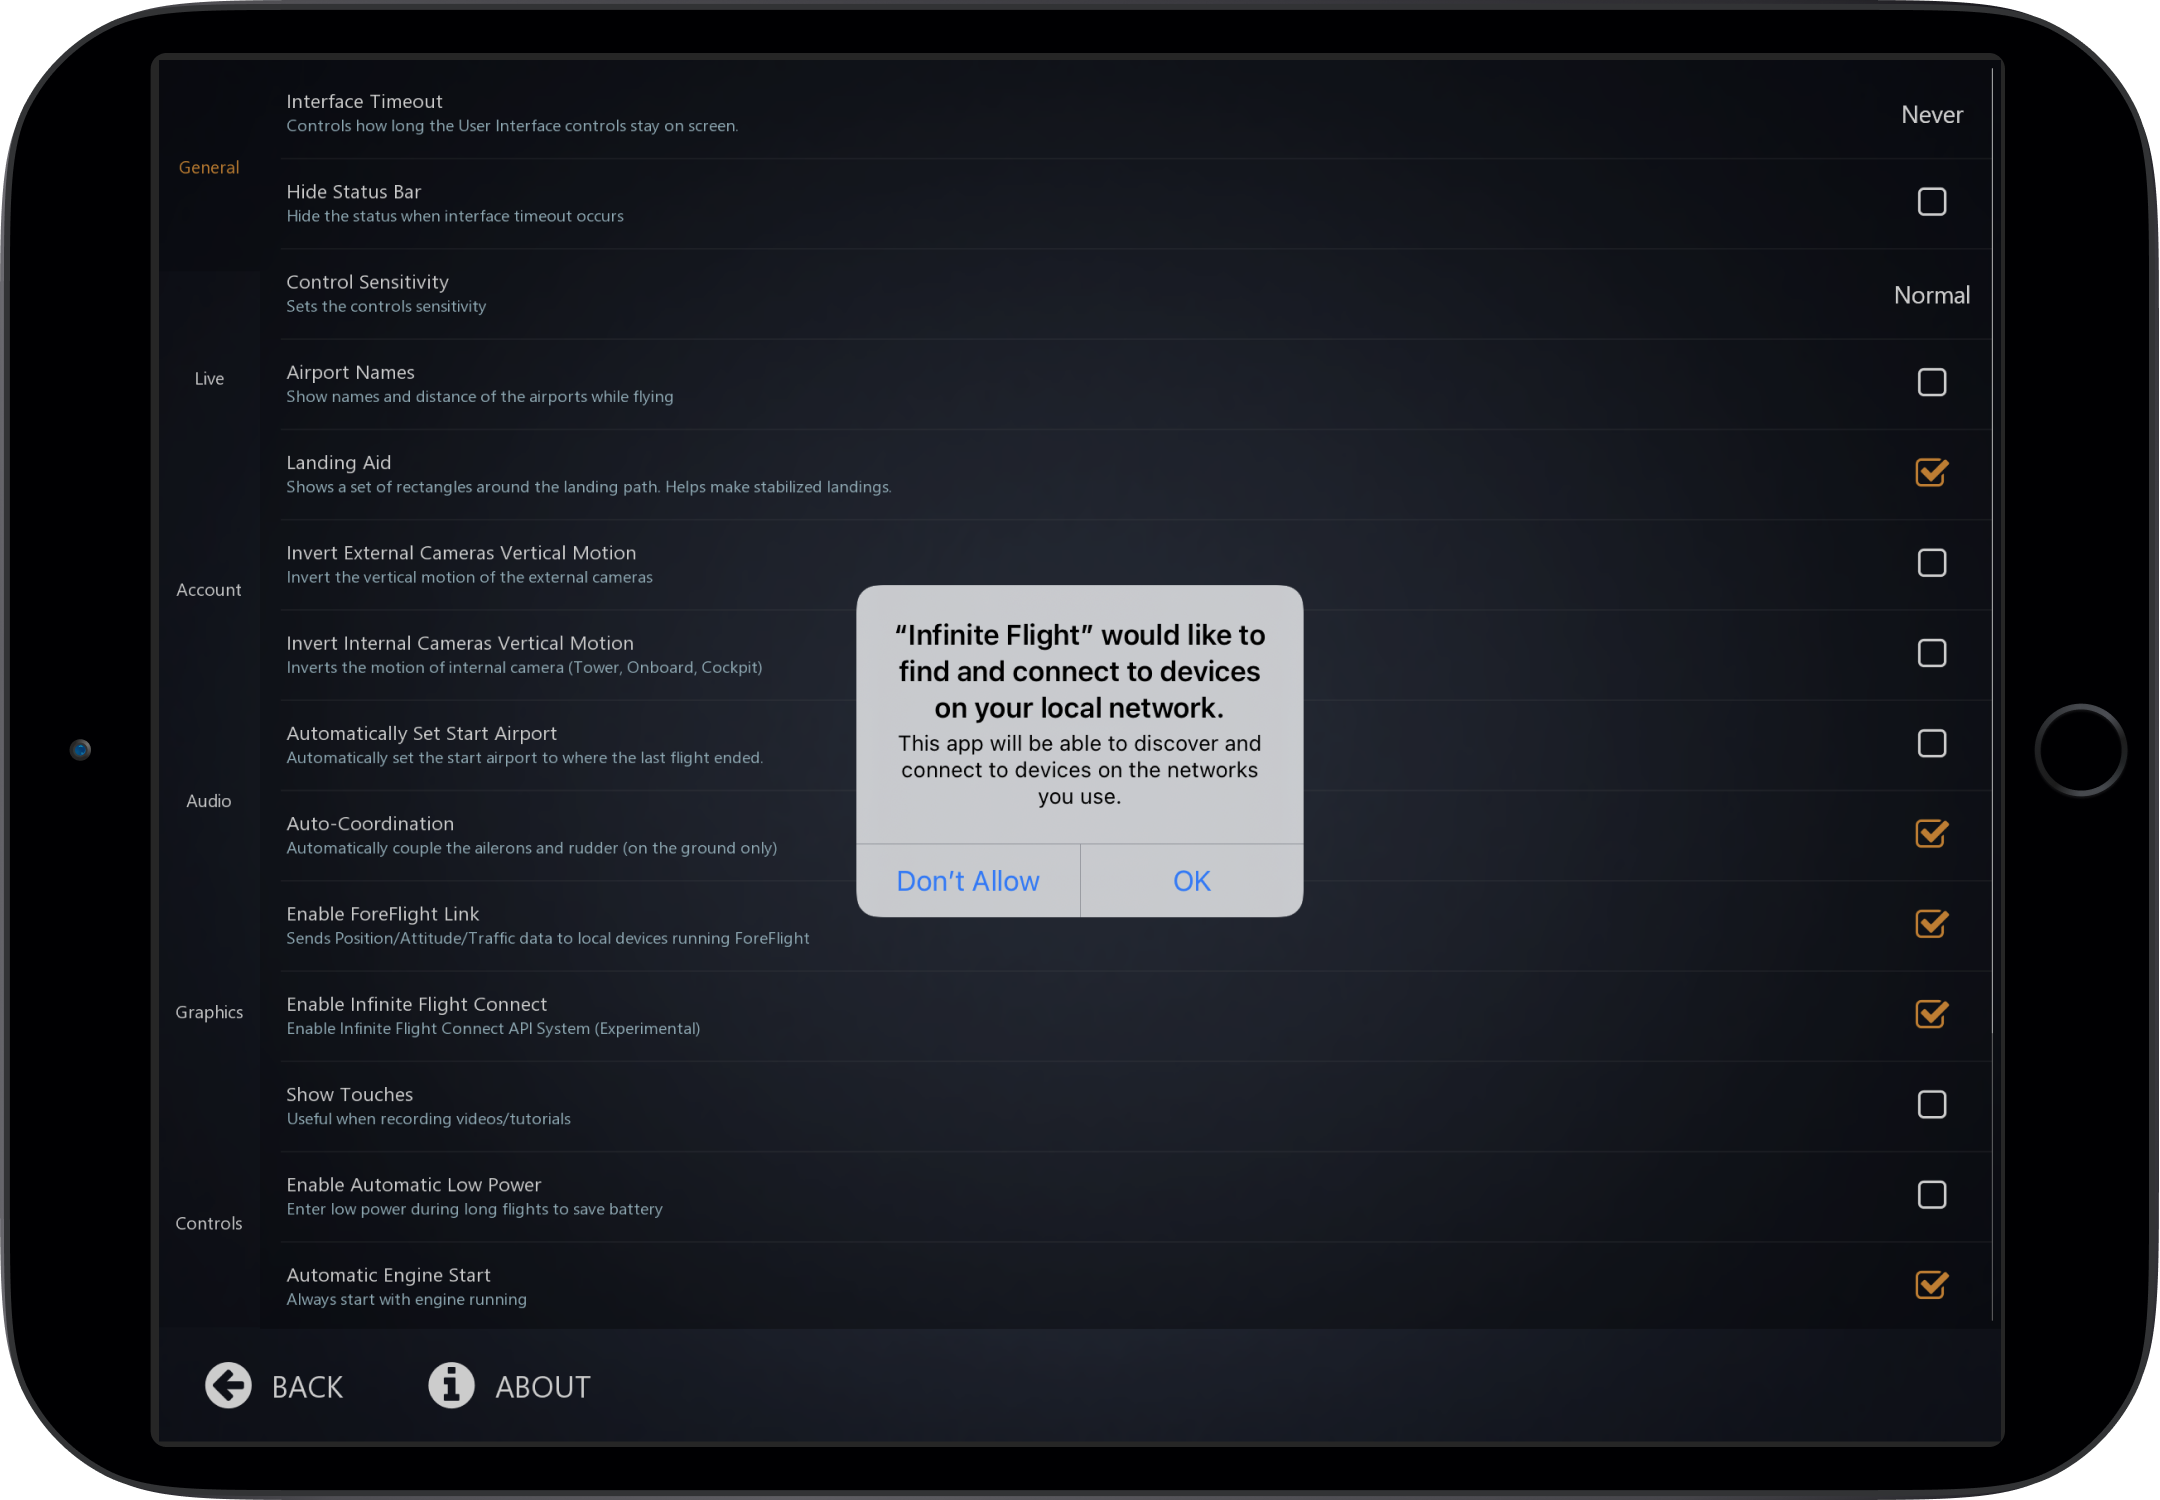 General
Live
Account
Audio
Graphics
Controls
Interface Timeout
Controls how long the User Interface controls stay on screen.
Never
Hide Status Bar
Hide the status when interface timeout occurs
Control Sensitivity
Sets the controls sensitivity
Normal
Airport Names
Show names and distance of the airports while flying
Landing Aid
Shows a set of rectangles around the landing path. Helps make stabilized landings.
Invert External Cameras Vertical Motion
Invert the vertical motion of the external cameras
Invert Internal Cameras Vertical Motion
Inverts the motion of internal camera (Tower, Onboard, Cockpit)
Automatically Set Start Airport
Automatically set the start airport to where the last flight ended.
Auto-Coordination
Automatically couple the ailerons and rudder (on the ground only)
Enable ForeFlight Link
Sends Position/Attitude/Traffic data to local devices running ForeFlight
Enable Infinite Flight Connect
Enable Infinite Flight Connect API System (Experimental)
Show Touches
Useful when recording videos/tutorials
Enable Automatic Low Power
Enter low power during long flights to save battery
Automatic Engine Start
Always start with engine running
“Infinite Flight” would like to
find and connect to devices
on your local network.
This app will be able to discover and
connect to devices on the networks
you use.
Don’t Allow
OK
BACK
ABOUT